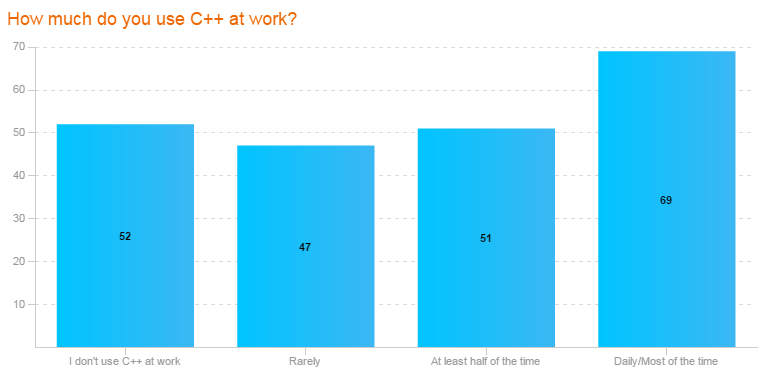 How much do you use C++ at work?
70
60
50
40
30
20
10
52
47
51
69
I don't use C++ at work
Rarely
At least half of the time
Daily/Most of the time